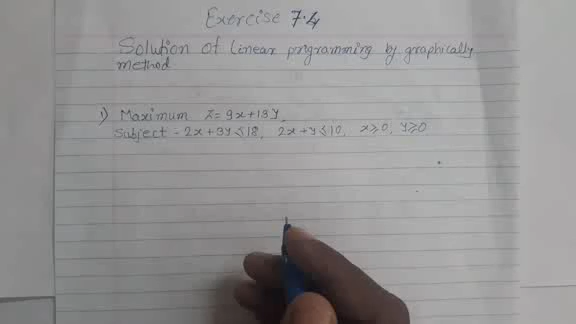 Exercise 7.4
Solution of linear prigramming by graphically
method
1) Maximum z = 9x+13y
Subject - 2x+3y ≤ 18, 2x+y ≤ 10, x ≥ 0, y ≥ 0